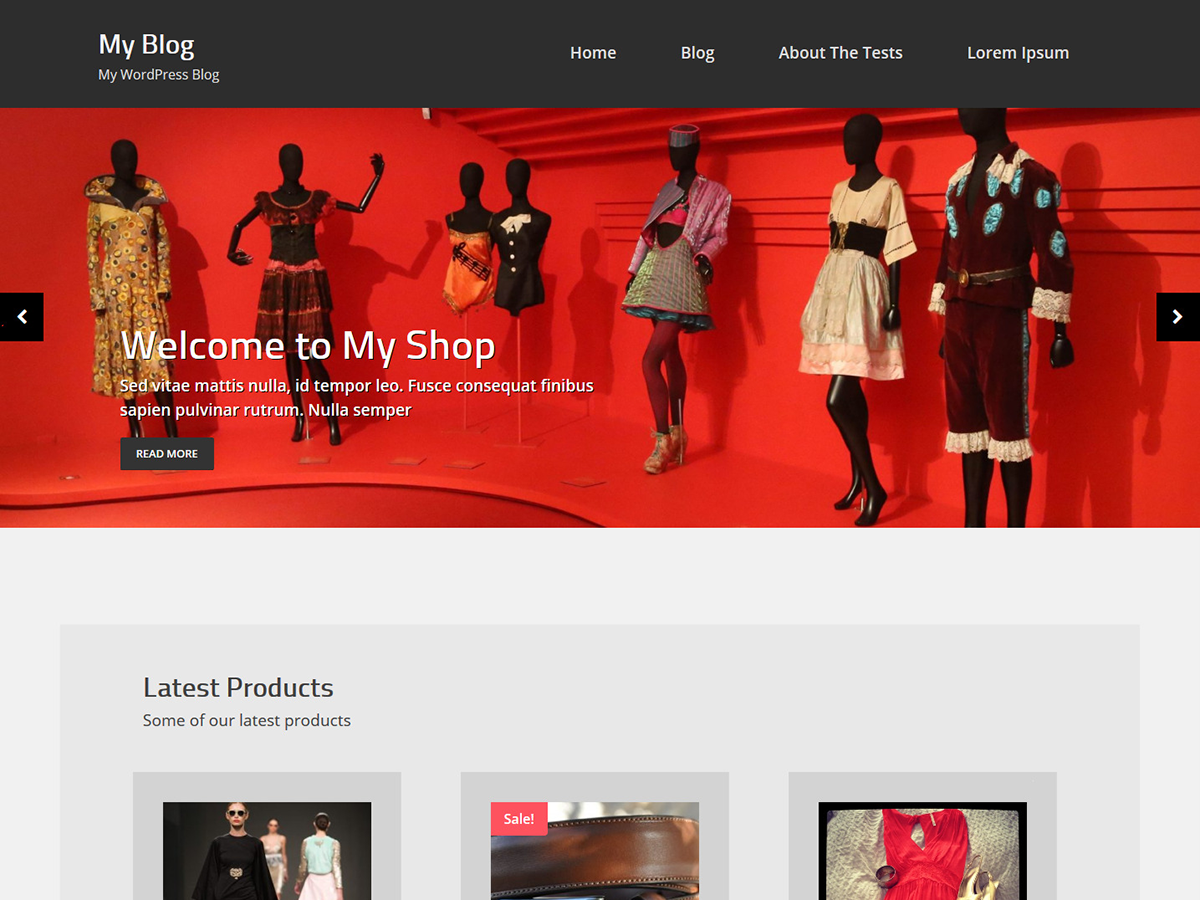 My Blog
My WordPress Blog
Home Blog About The Tests Lorem Ipsum
Welcome to My Shop
Sed vitae mattis nulla, id tempor leo. Fusce consequat finibus
sapien pulvinar rutrum. Nulla semper
READ MORE
Latest Products
Some of our latest products
Sale!